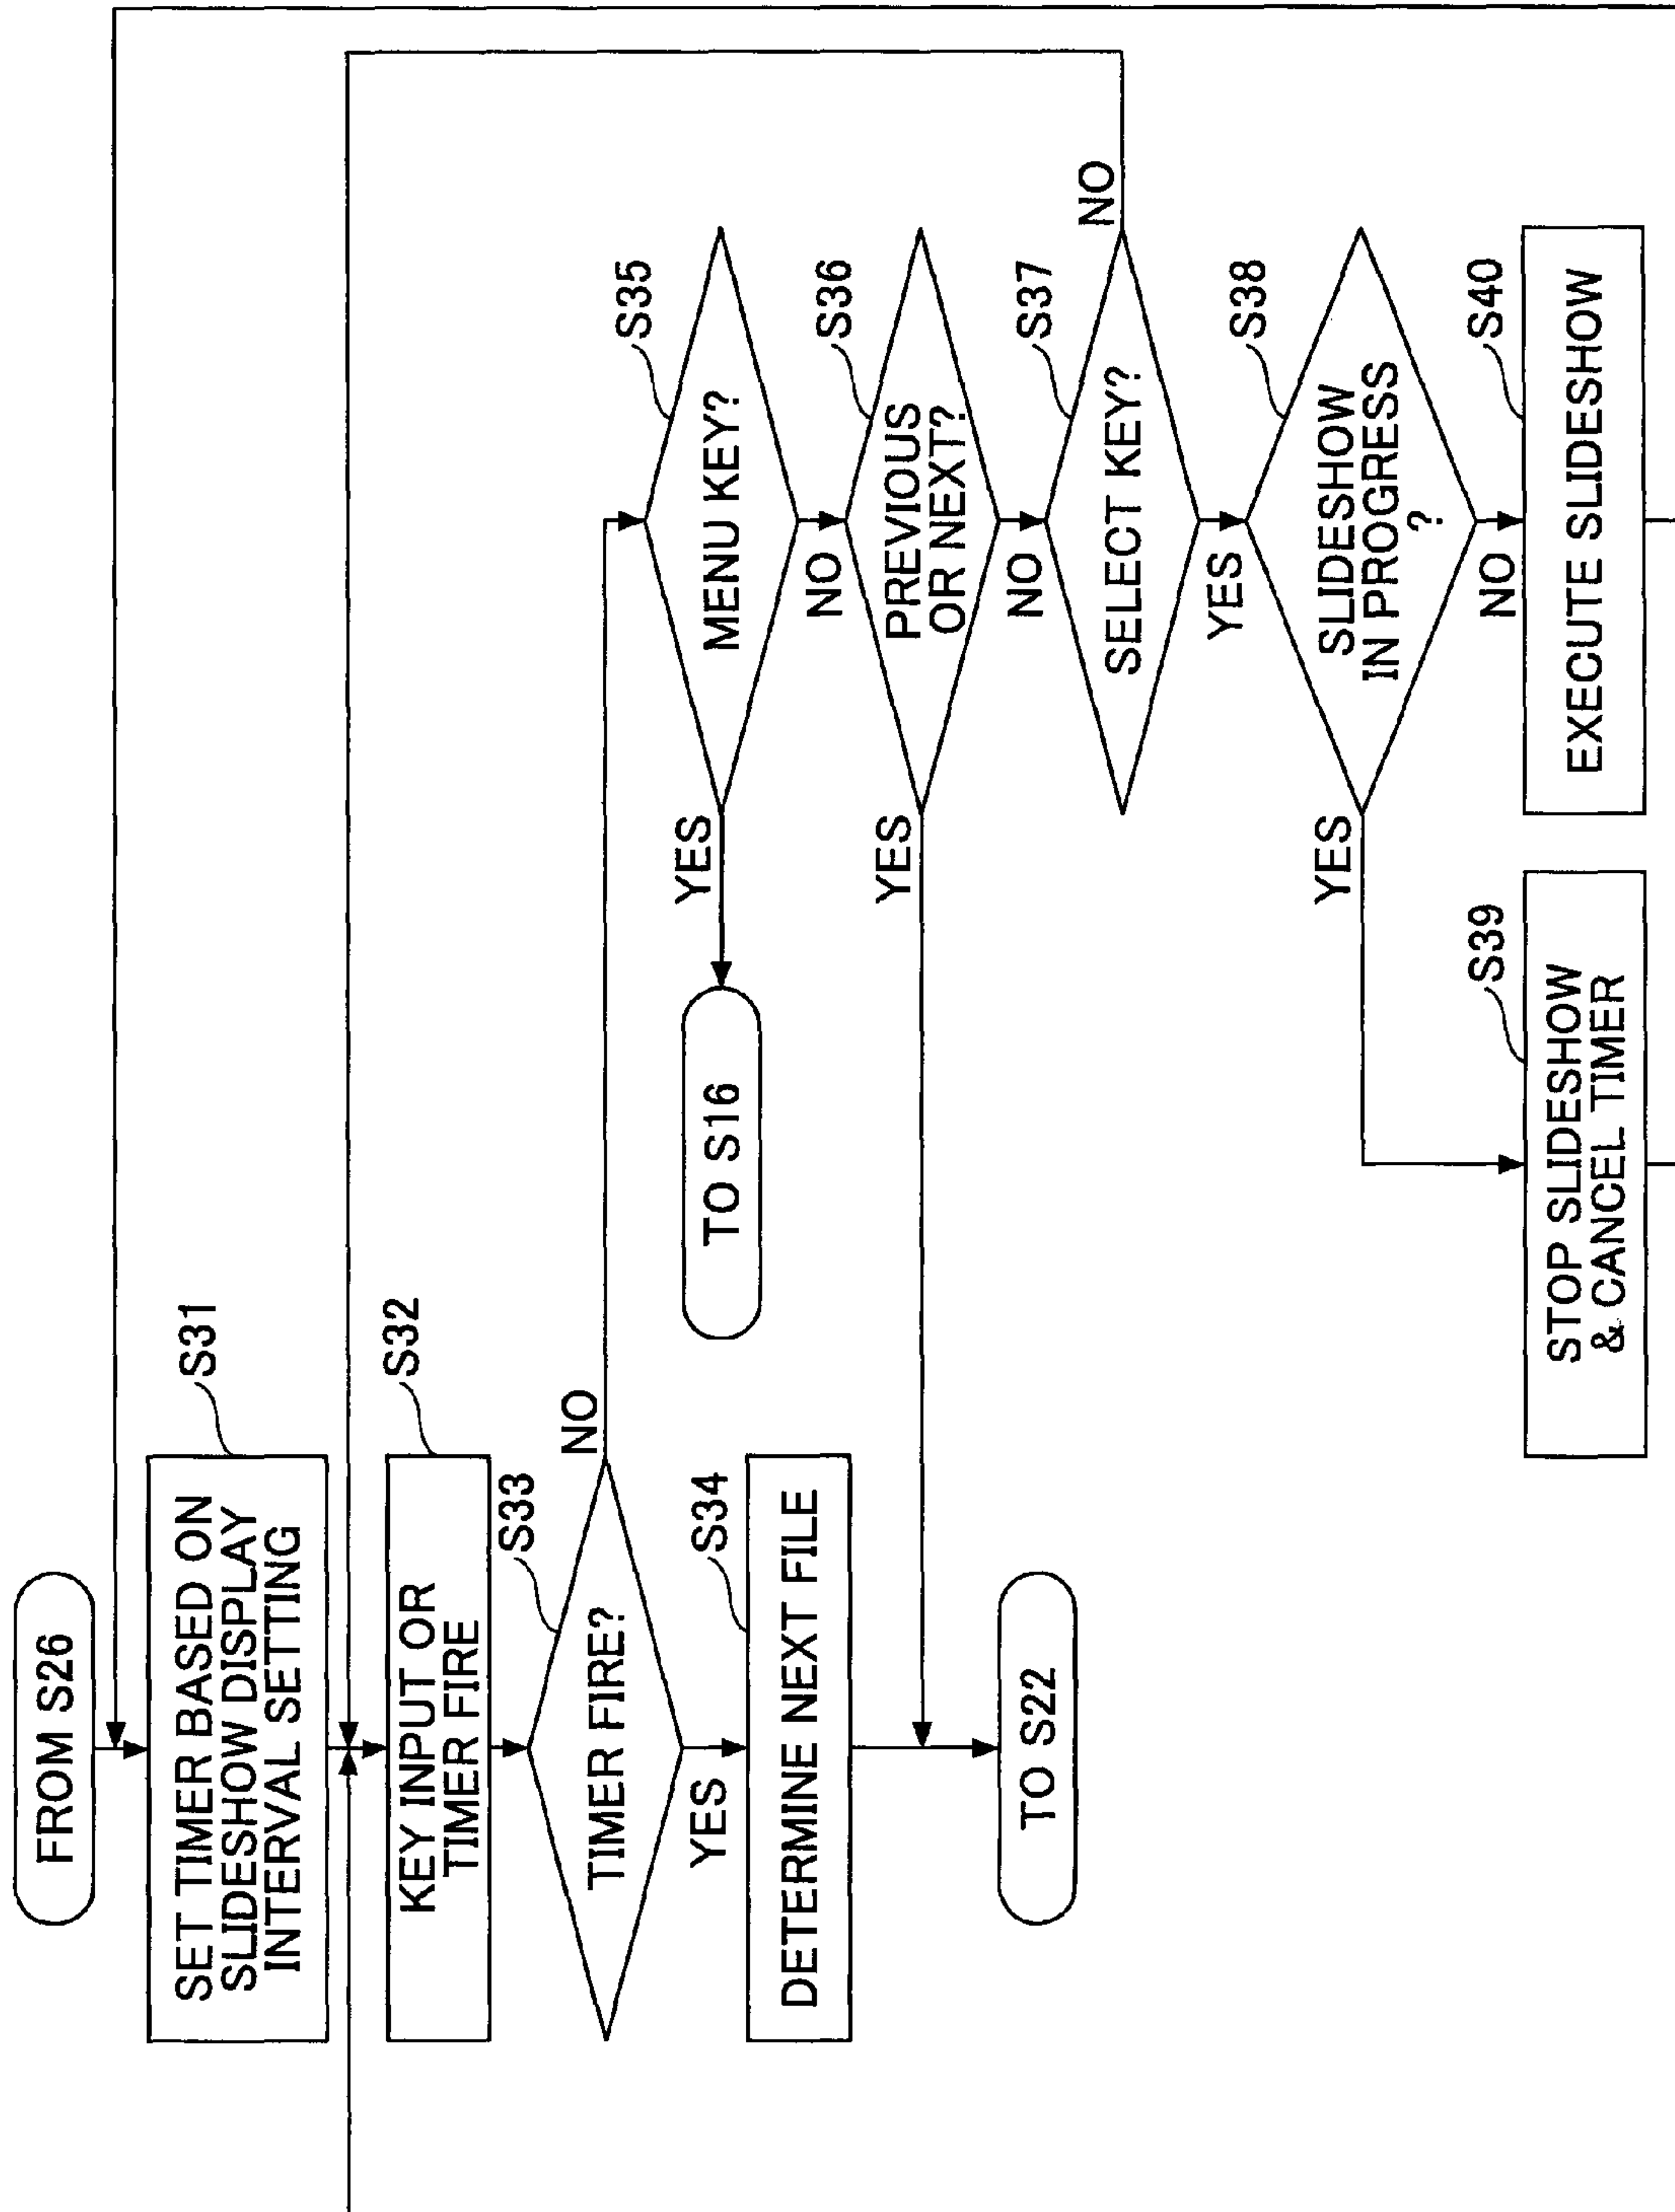 FROM S26
SET TIMER BASED ON
SLIDESHOW DISPLAY
INTERVAL SETTING
S31
KEY INPUT OR
TIMER FIRE
S32
TIMER FIRE?
S33
NO
YES
DETERMINE NEXT FILE
S34
TO S22
MENU KEY?
S35
YES
TO S16
NO
PREVIOUS
OR NEXT?
S36
YES
NO
SELECT KEY?
S37
NO
YES
SLIDESHOW
IN PROGRESS
?
S38
YES
NO
STOP SLIDESHOW
& CANCEL TIMER
S39
EXECUTE SLIDESHOW
S40